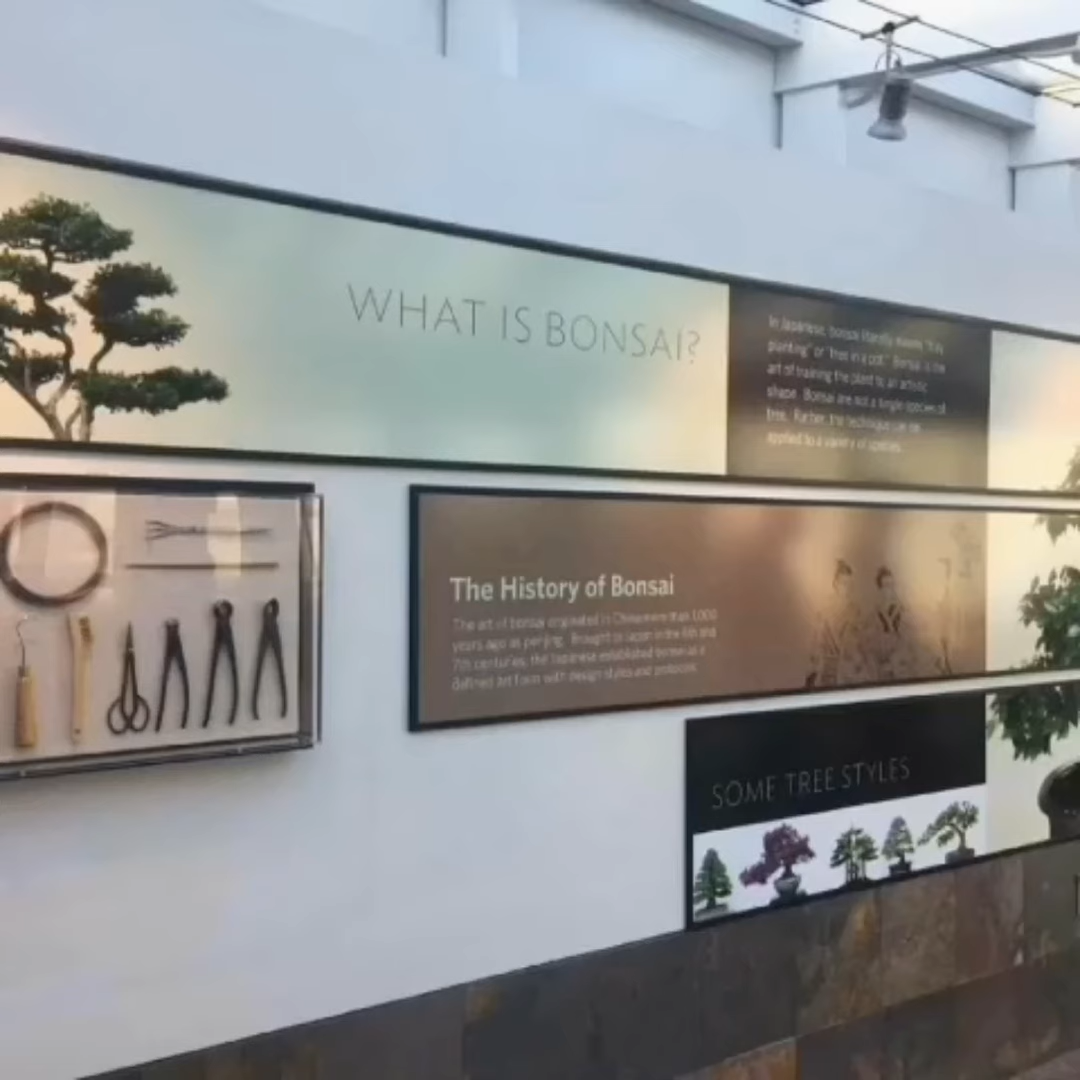 WHAT IS BONSAI?
In Japanese, bonsai literally means "tray
planting" or "tree in a pot." Bonsai is the
art of training the plant to an artistic
shape. Bonsai are not a single species of
tree. Rather, the technique can be
applied to a variety of species.
The History of Bonsai
The art of bonsai originated in China more than 1,000
years ago as penjing. Brought to Japan in the 6th and
7th centuries, the Japanese established bonsai as a
defined art form with design styles and protocols.
SOME TREE STYLES